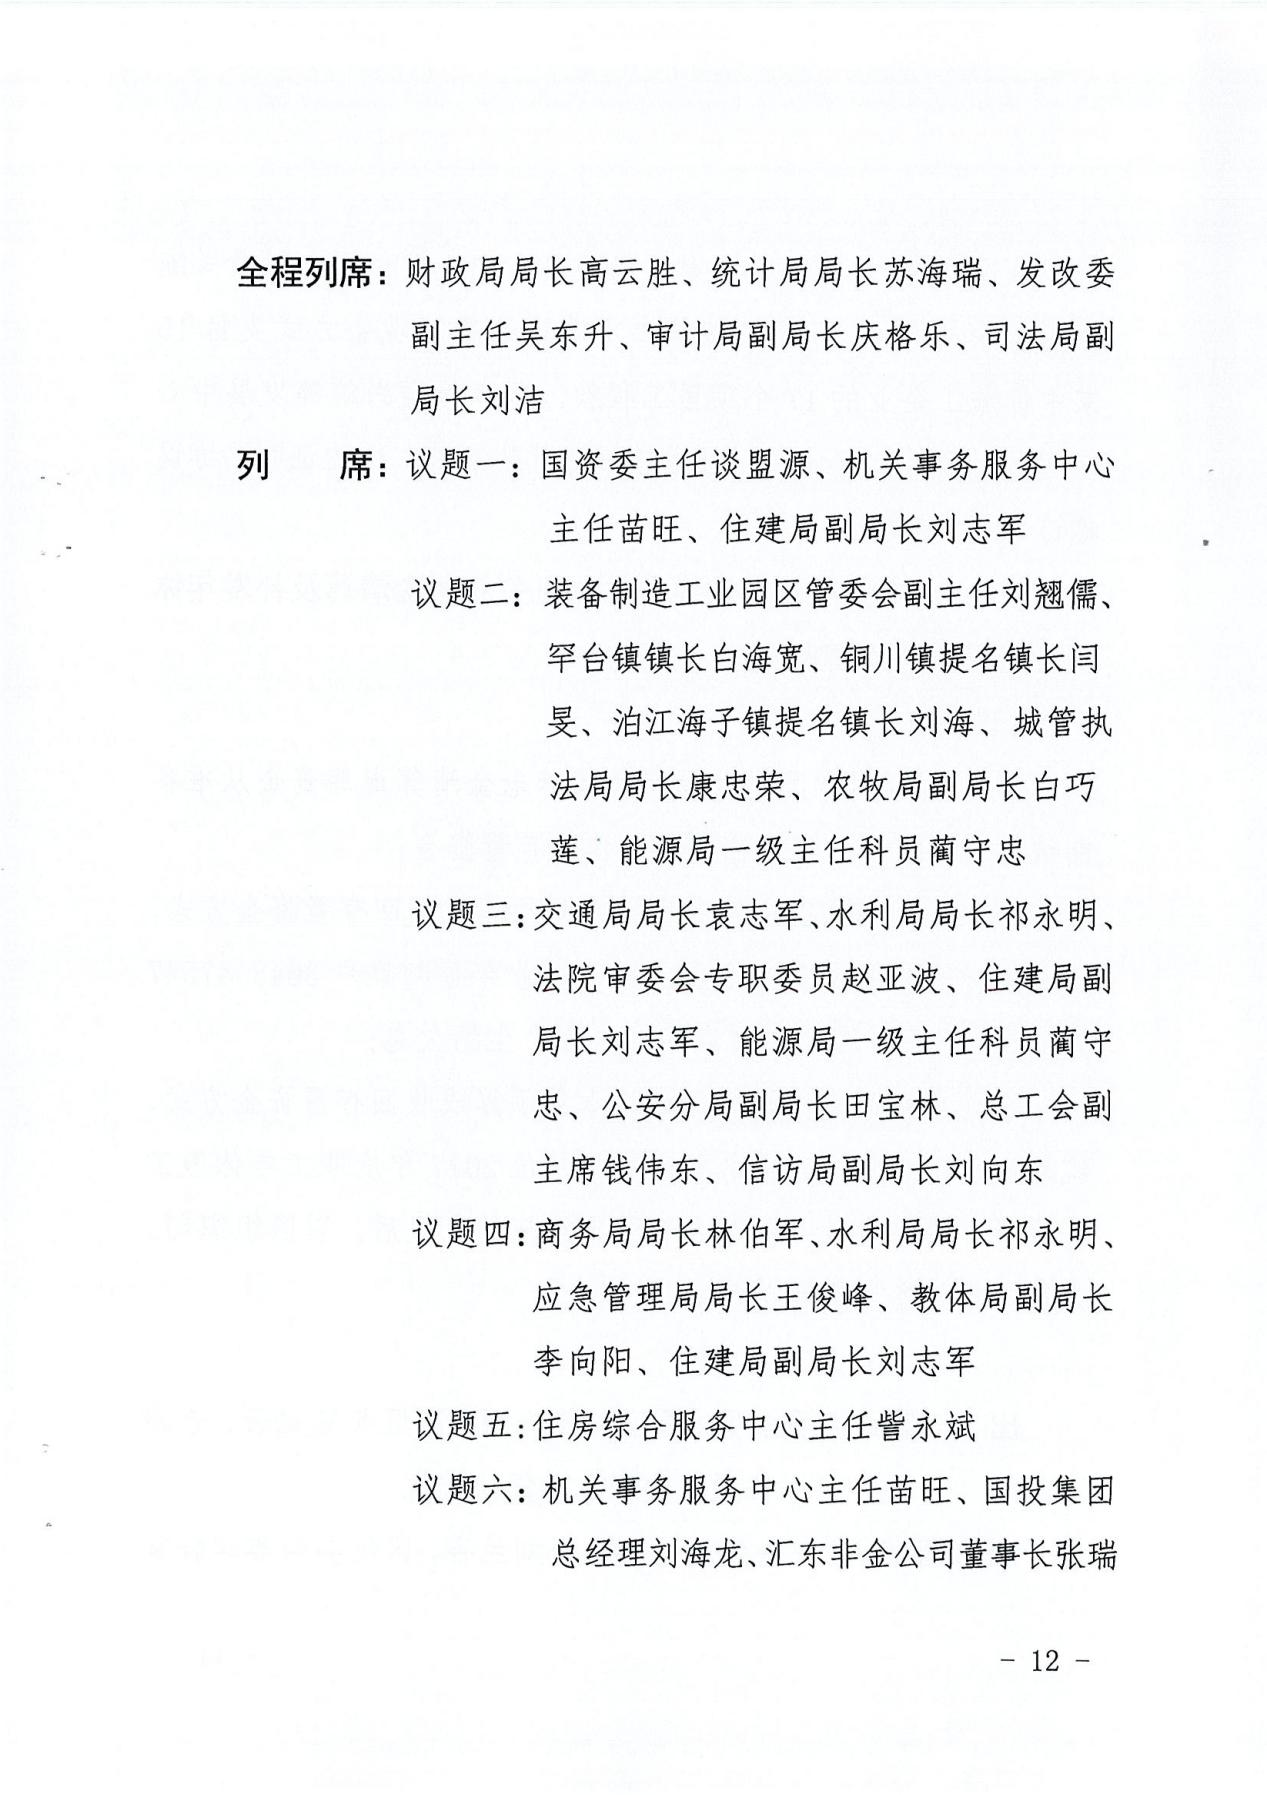 全程列席：财政局局长高云胜、统计局局长苏海瑞、发改委
副主任吴东升、审计局副局长庆格乐、司法局副
局长刘洁
列　　席：议题一：国资委主任谈盟源、机关事务服务中心
主任苗旺、住建局副局长刘志军
议题二：装备制造工业园区管委会副主任刘翘儒、
罕台镇镇长白海宽、铜川镇提名镇长闫
旻、泊江海子镇提名镇长刘海、城管执
法局局长康忠荣、农牧局副局长白巧
莲、能源局一级主任科员蔺守忠
议题三：交通局局长袁志军、水利局局长祁永明、
法院审委会专职委员赵亚波、住建局副
局长刘志军、能源局一级主任科员蔺守
忠、公安分局副局长田宝林、总工会副
主席钱伟东、信访局副局长刘向东
议题四：商务局局长林伯军、水利局局长祁永明、
应急管理局局长王俊峰、教体局副局长
李向阳、住建局副局长刘志军
议题五：住房综合服务中心主任訾永斌
议题六：机关事务服务中心主任苗旺、国投集团
总经理刘海龙、汇东非金公司董事长张瑞
- 12 -